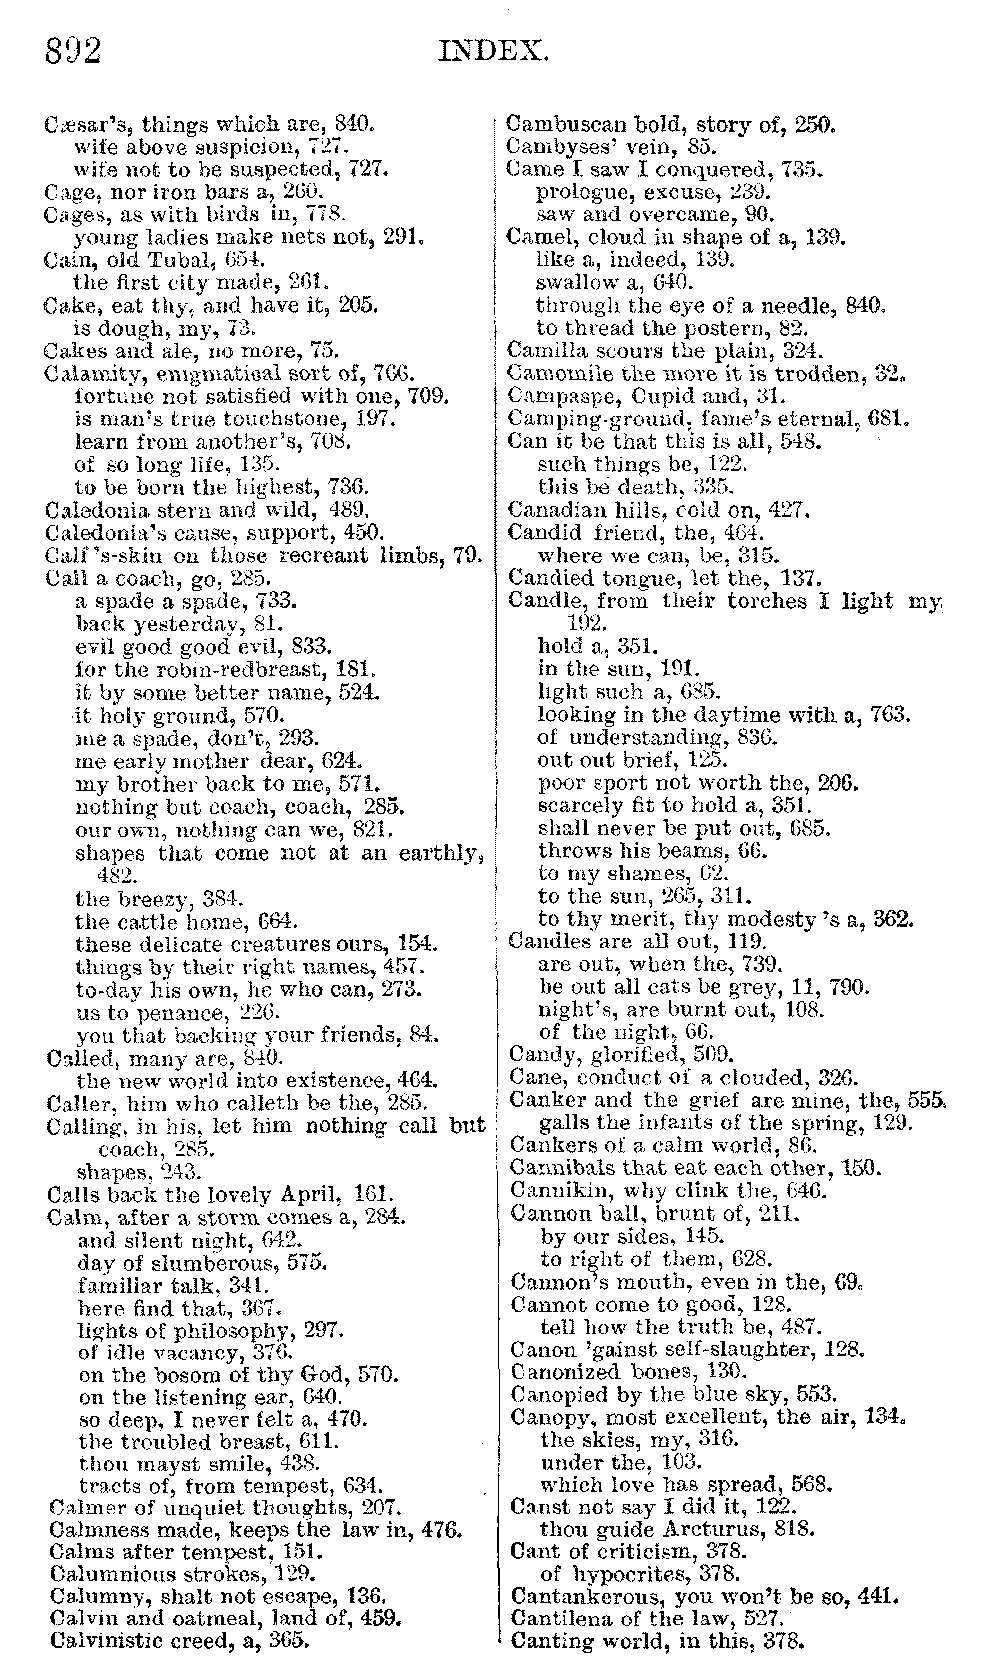 892
INDEX.
Cæsar's, things which are, 840.
wife above suspicion, 727.
wife not to be suspected, 727.
Cage, nor iron bars a, 260.
Cages, as with birds in, 778.
young ladies make nets not, 291.
Cain, old Tubal, 654.
the first city made, 261.
Cake, eat thy, and have it, 205.
is dough, my, 73.
Cakes and ale, no more, 75.
Calamity, enigmatical sort of, 766.
fortune not satisfied with one, 709.
is man's true touchstone, 197.
learn from another's, 708.
of so long life, 135.
to be born the highest, 736.
Caledonia stern and wild, 489.
Caledonia's cause, support, 450.
Calf's-skin on those recreant limbs, 79.
Call a coach, go, 285.
a spade a spade, 733.
back yesterday, 81.
evil good good evil, 833.
for the robin-redbreast, 181.
it by some better name, 524.
it holy ground, 570.
me a spade, don't, 293.
me early mother dear, 624.
my brother back to me, 571.
nothing but coach, coach, 285.
our own, nothing can we, 821.
shapes that come not at an earthly,
482.
the breezy, 384.
the cattle home, 664.
these delicate creatures ours, 154.
things by their right names, 457.
to-day his own, he who can, 273.
us to penance, 226.
you that backing your friends, 84.
Called, many are, 840.
the new world into existence, 464.
Caller, him who calleth be the, 285.
Calling, in his, let him nothing call but
coach, 285.
shapes, 243.
Calls back the lovely April, 161.
Calm, after a storm comes a, 284.
and silent night, 642.
day of slumberous, 575.
familiar talk, 341.
here find that, 367.
lights of philosophy, 297.
of idle vacancy, 376.
on the bosom of thy God, 570.
on the listening ear, 640.
so deep, I never felt a, 470.
the troubled breast, 611.
thou mayst smile, 438.
tracts of, from tempest, 634.
Calmer of unquiet thoughts, 207.
Calmness made, keeps the law in, 476.
Calms after tempest, 151.
Calumnious strokes, 129.
Calumny, shalt not escape, 136.
Calvin and oatmeal, land of, 459.
Calvinistic creed, a, 365.
Cambuscan bold, story of, 250.
Cambyses' vein, 85.
Came I saw I conquered, 735.
prologue, excuse, 239.
saw and overcame, 90.
Camel, cloud in shape of a, 139.
like a, indeed, 139.
swallow a, 640.
through the eye of a needle, 840.
to thread the postern, 82.
Camilla scours the plain, 324.
Camomile the more it is trodden, 32.
Campaspe, Cupid and, 31.
Camping-ground, fame's eternal, 681.
Can it be that this is all, 548.
such things be, 122.
this be death, 335.
Canadian hills, cold on, 427.
Candid friend, the, 464.
where we can, be, 315.
Candied tongue, let the, 137.
Candle, from their torches I light my,
192.
hold a, 351.
in the sun, 191.
light such a, 685.
looking in the daytime with a, 763.
of understanding, 836.
out out brief, 125.
poor sport not worth the, 206.
scarcely fit to hold a, 351.
shall never be put out, 685.
throws his beams, 66.
to my shames, 62.
to the sun, 265, 311.
to thy merit, thy modesty 's a, 362.
Candles are all out, 119.
are out, when the, 739.
be out all cats be grey, 11, 790.
night's, are burnt out, 108.
of the night, 66.
Candy, glorified, 509.
Cane, conduct of a clouded, 326.
Canker and the grief are mine, the, 555.
galls the infants of the spring, 129.
Cankers of a calm world, 86.
Cannibals that eat each other, 150.
Cannikin, why clink the, 646.
Cannon ball, brunt of, 211.
by our sides, 145.
to right of them, 628.
Cannon's mouth, even in the, 69.
Cannot come to good, 128.
tell how the truth be, 487.
Canon 'gainst self-slaughter, 128.
Canonized bones, 130.
Canopied by the blue sky, 553.
Canopy, most excellent, the air, 134.
the skies, my, 316.
under the, 103.
which love has spread, 568.
Canst not say I did it, 122.
thou guide Arcturus, 818.
Cant of criticism, 378.
of hypocrites, 378.
Cantankerous, you won't be so, 441.
Cantilena of the law, 527.
Canting world, in this, 378.